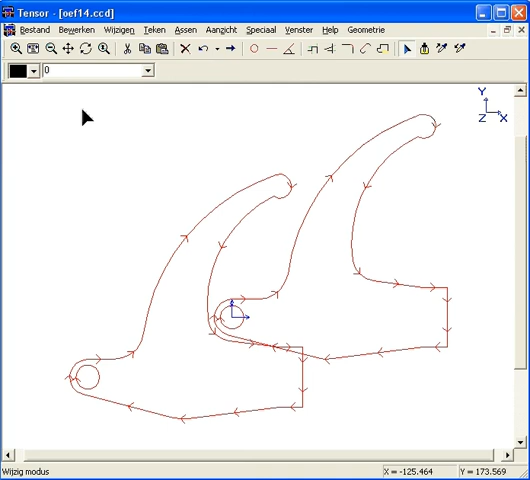 Tensor - [oef14.ccd]
Bestand Bewerken Wijzigen Teken Assen Aanzicht Special Venster Help Geometrie
0
Y
Z X
Wijzig modus X = -125.464 Y = 173.569